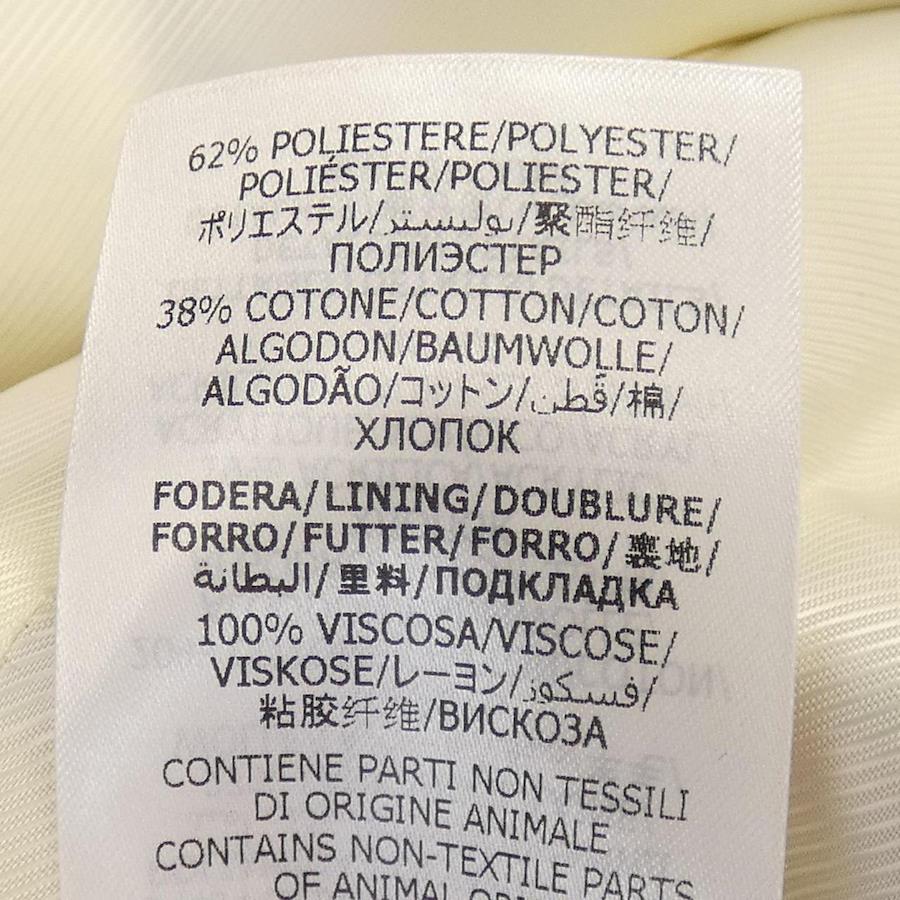 62% POLIESTERE/POLYESTER/
POLIÉSTER/POLIESTER/
ポリエステル/بوليستر/聚酯纤维/
ПОЛИЭСТЕР
38% COTONE/COTTON/COTON/
ALGODON/BAUMWOLLE/
ALGODÃO/コットン/قطن/棉/
ХЛОПОК
FODERA/LINING/DOUBLURE/
FORRO/FUTTER/FORRO/裏地/
البطانة/里料/ПОДКЛАДКА
100% VISCOSA/VISCOSE/
VISKOSE/レーヨン/فسكوز/
粘胶纤维/ВИСКОЗА
CONTIENE PARTI NON TESSILI
DI ORIGINE ANIMALE
CONTAINS NON-TEXTILE PARTS
OF ANIMAL